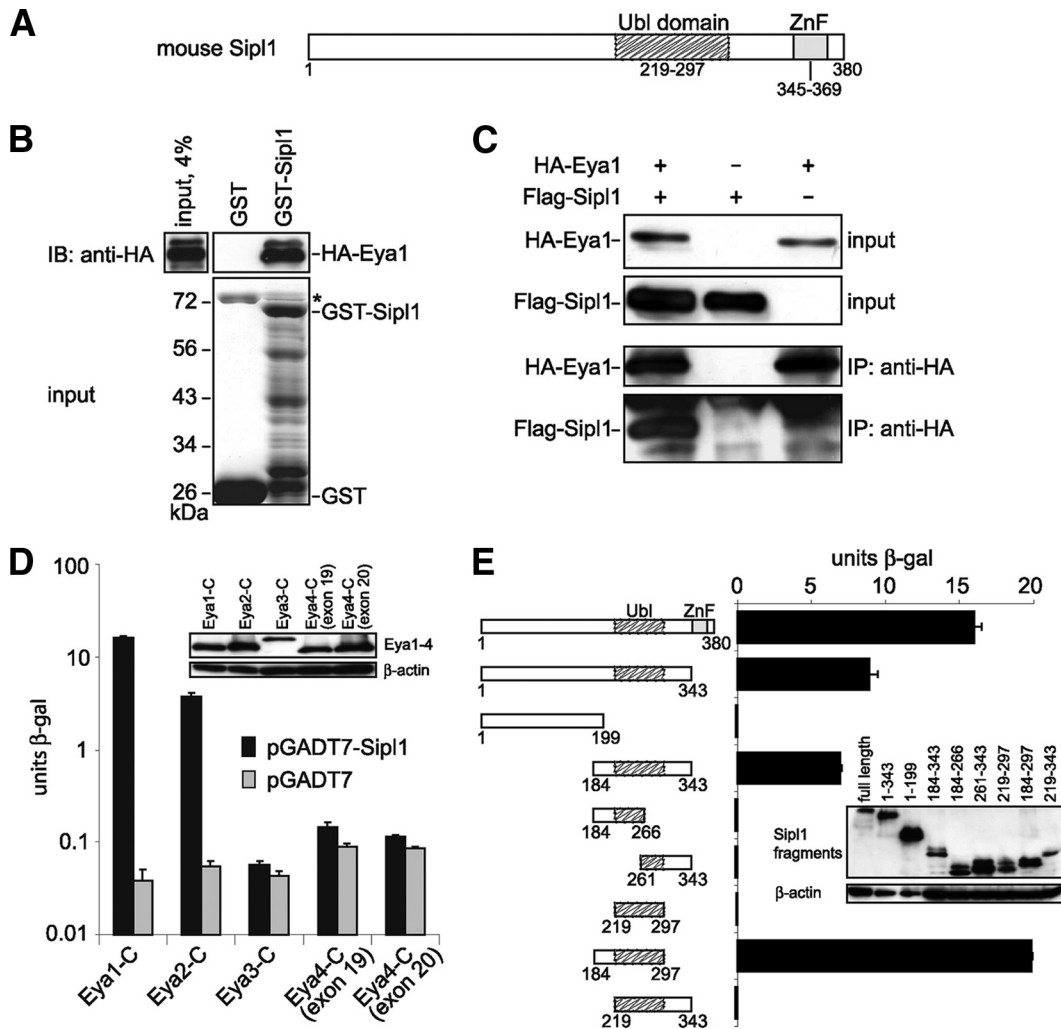 A
mouse Sipl1
Ubl domain
ZnF
1
219-297
380
345-369
B
input, 4%
GST
GST-Sipl1
IB: anti-HA
-HA-Eya1
72 -
*
-GST-Sipl1
56 -
input
43 -
34 -
26 -
-GST
kDa
C
HA-Eya1 + - +
Flag-Sipl1 + + -
HA-Eya1- input
Flag-Sipl1- input
HA-Eya1- IP: anti-HA
Flag-Sipl1- IP: anti-HA
D
units β-gal
100
10
1
0.1
0.01
Eya1-C
Eya2-C
Eya3-C
Eya4-C
(exon 19)
Eya4-C
(exon 20)
Eya1-4
β-actin
pGADT7-Sipl1
pGADT7
Eya1-C
Eya2-C
Eya3-C
Eya4-C
(exon 19)
Eya4-C
(exon 20)
E
units β-gal
0 5 10 15 20
Ubl ZnF
1 380
1 343
1 199
184 343
184 266
261 343
219 297
184 297
219 343
full length
1-343
1-199
184-343
184-266
261-343
219-297
184-297
219-343
Sipl1
fragments
β-actin